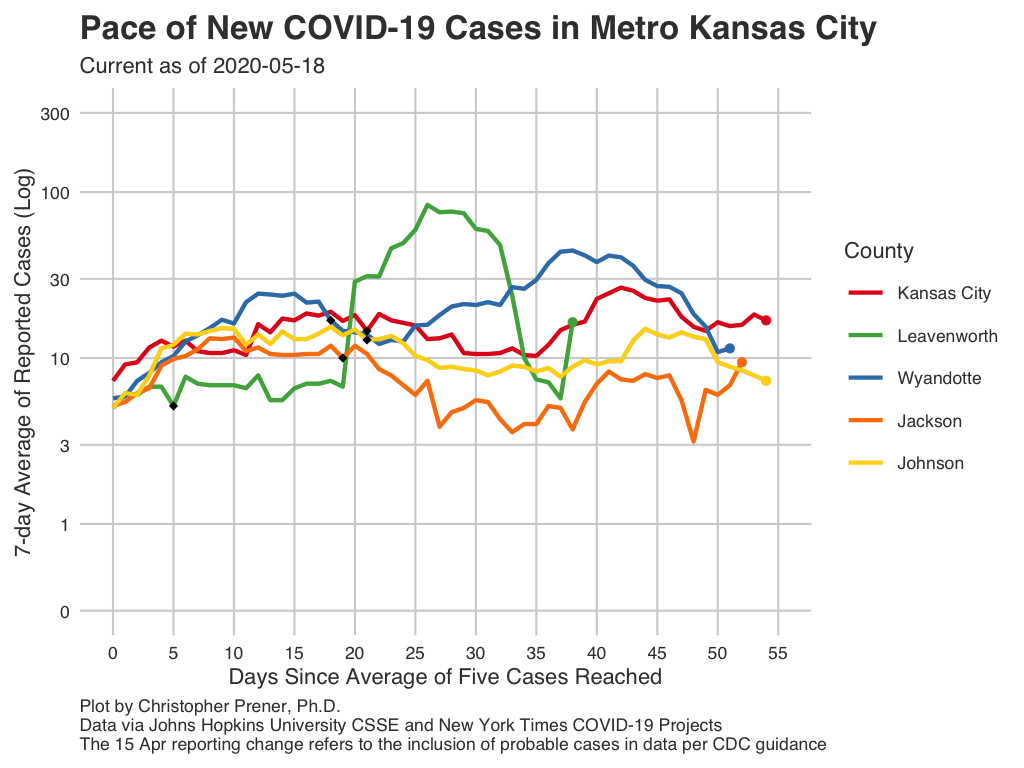 Pace of New COVID-19 Cases in Metro Kansas City
Current as of 2020-05-18
7-day Average of Reported Cases (Log)
300
100
30
10
3
1
0
0 5 10 15 20 25 30 35 40 45 50 55
Days Since Average of Five Cases Reached
County
Kansas City
Leavenworth
Wyandotte
Jackson
Johnson
Plot by Christopher Prener, Ph.D.
Data via Johns Hopkins University CSSE and New York Times COVID-19 Projects
The 15 Apr reporting change refers to the inclusion of probable cases in data per CDC guidance